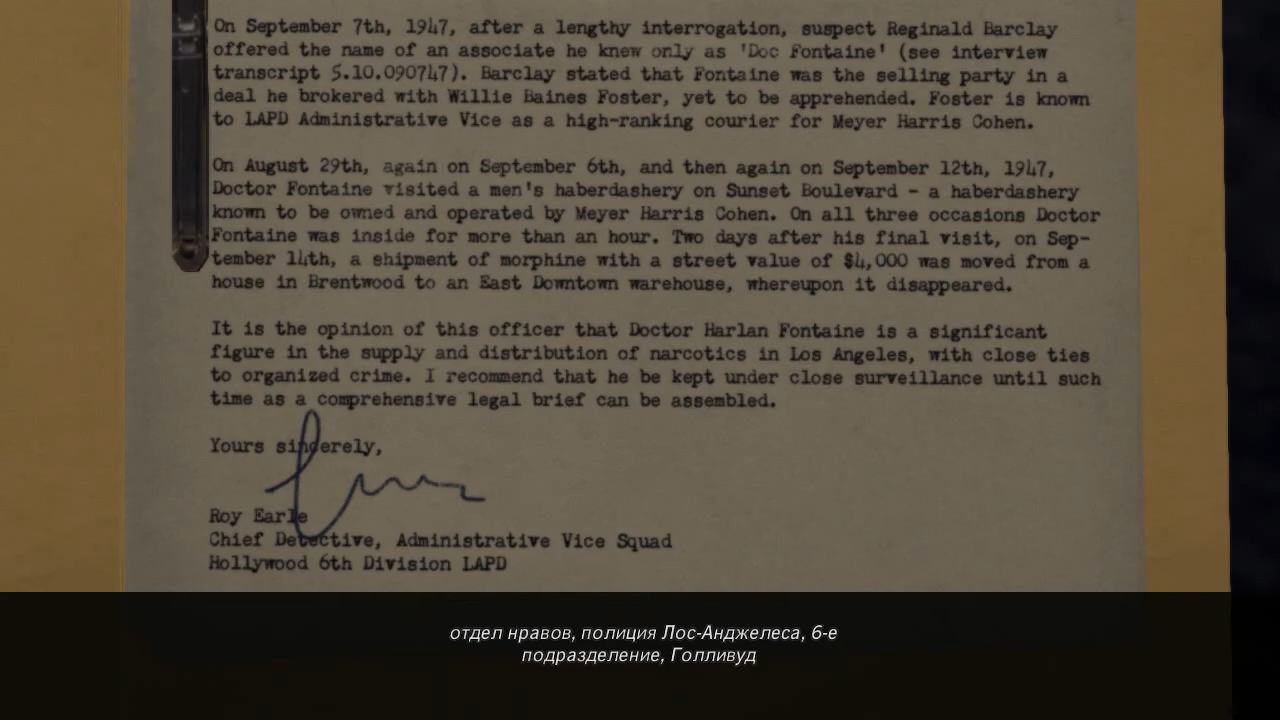 On September 7th, 1947, after a lengthy interrogation, suspect Reginald Barclay
offered the name of an associate he knew only as 'Doc Fontaine' (see interview
transcript 5.10.090747). Barclay stated that Fontaine was the selling party in a
deal he brokered with Willie Baines Foster, yet to be apprehended. Foster is known
to LAPD Administrative Vice as a high-ranking courier for Meyer Harris Cohen.
On August 29th, again on September 6th, and then again on September 12th, 1947,
Doctor Fontaine visited a men's haberdashery on Sunset Boulevard - a haberdashery
known to be owned and operated by Meyer Harris Cohen. On all three occasions Doctor
Fontaine was inside for more than an hour. Two days after his final visit, on Sep-
tember 14th, a shipment of morphine with a street value of $4,000 was moved from a
house in Brentwood to an East Downtown warehouse, whereupon it disappeared.
It is the opinion of this officer that Doctor Harlan Fontaine is a significant
figure in the supply and distribution of narcotics in Los Angeles, with close ties
to organized crime. I recommend that he be kept under close surveillance until such
time as a comprehensive legal brief can be assembled.
Yours sincerely,
Roy Earle
Chief Detective, Administrative Vice Squad
Hollywood 6th Division LAPD
отдел нравов, полиция Лос-Анджелеса, 6-е
подразделение, Голливуд